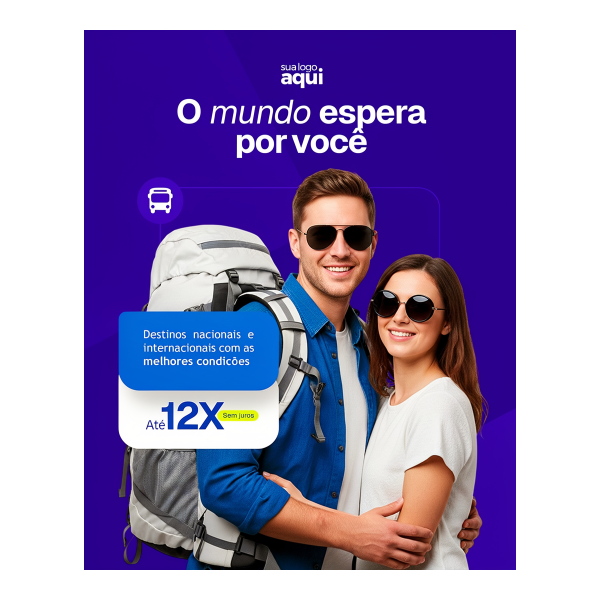 sua logo
aqui
O mundo espera
por você
Destinos nacionais e
internacionais com as
melhores condicões
Até 12X Sem juros